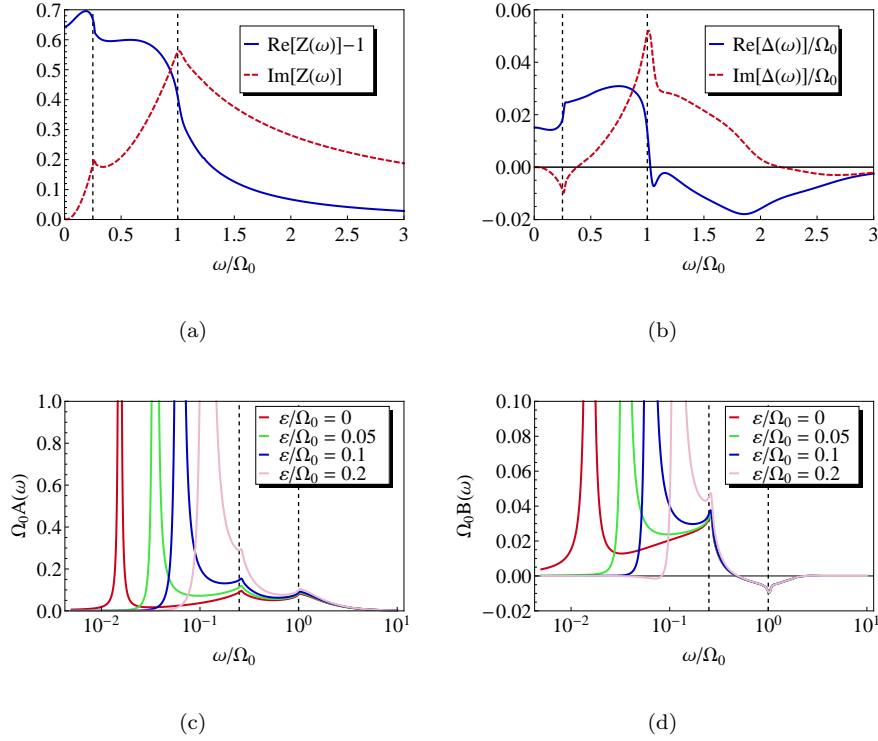 0.7
0.6
0.5
0.4
0.3
0.2
0.1
0.0
Re[Z(ω)]−1
Im[Z(ω)]
0 0.5 1 1.5 2 2.5 3
ω/Ω₀
(a)
0.06
0.04
0.02
0.00
−0.02
Re[Δ(ω)]/Ω₀
Im[Δ(ω)]/Ω₀
0 0.5 1 1.5 2 2.5 3
ω/Ω₀
(b)
Ω₀A(ω)
1.0
0.8
0.6
0.4
0.2
0.0
ε/Ω₀ = 0
ε/Ω₀ = 0.05
ε/Ω₀ = 0.1
ε/Ω₀ = 0.2
10⁻² 10⁻¹ 10⁰ 10¹
ω/Ω₀
(c)
Ω₀B(ω)
0.10
0.08
0.06
0.04
0.02
0.00
−0.02
ε/Ω₀ = 0
ε/Ω₀ = 0.05
ε/Ω₀ = 0.1
ε/Ω₀ = 0.2
10⁻² 10⁻¹ 10⁰ 10¹
ω/Ω₀
(d)